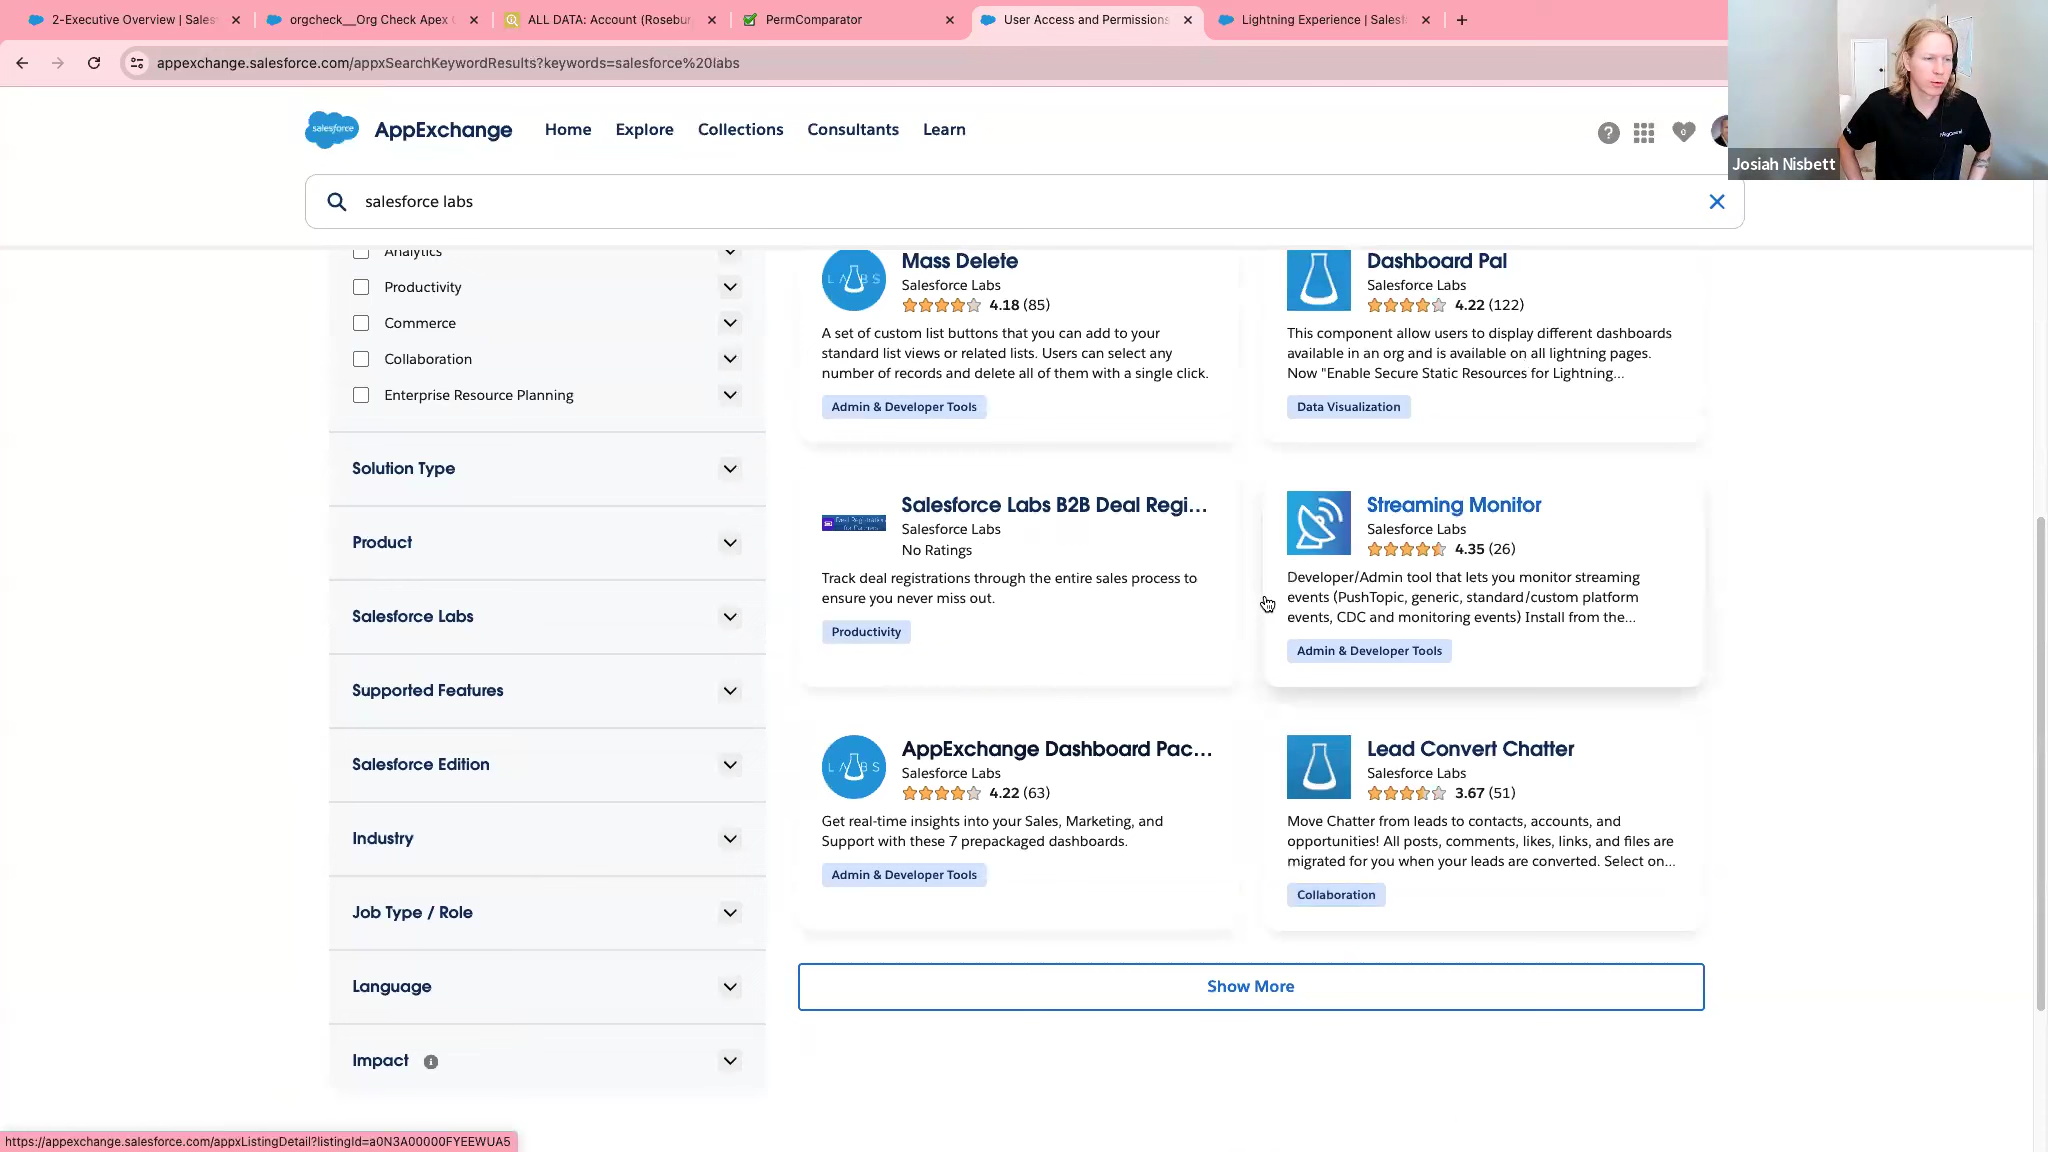 2-Executive Overview | Sales
orgcheck__Org Check Apex
ALL DATA: Account (Rosebur
PermComparator
User Access and Permissions
Lightning Experience | Salesf
appexchange.salesforce.com/appxSearchKeywordResults?keywords=salesforce%20labs
Josiah Nisbett
salesforce
AppExchange
Home
Explore
Collections
Consultants
Learn
0
salesforce labs
Analytics
Productivity
Commerce
Collaboration
Enterprise Resource Planning
Solution Type
Product
Salesforce Labs
Supported Features
Salesforce Edition
Industry
Job Type / Role
Language
Impact
LABS
Mass Delete
Salesforce Labs
4.18 (85)
A set of custom list buttons that you can add to your
standard list views or related lists. Users can select any
number of records and delete all of them with a single click.
Admin & Developer Tools
Dashboard Pal
Salesforce Labs
4.22 (122)
This component allow users to display different dashboards
available in an org and is available on all lightning pages.
Now "Enable Secure Static Resources for Lightning...
Data Visualization
Salesforce Labs B2B Deal Regi...
Salesforce Labs
No Ratings
Track deal registrations through the entire sales process to
ensure you never miss out.
Productivity
Streaming Monitor
Salesforce Labs
4.35 (26)
Developer/Admin tool that lets you monitor streaming
events (PushTopic, generic, standard/custom platform
events, CDC and monitoring events) Install from the...
Admin & Developer Tools
LABS
AppExchange Dashboard Pac...
Salesforce Labs
4.22 (63)
Get real-time insights into your Sales, Marketing, and
Support with these 7 prepackaged dashboards.
Admin & Developer Tools
Lead Convert Chatter
Salesforce Labs
3.67 (51)
Move Chatter from leads to contacts, accounts, and
opportunities! All posts, comments, likes, links, and files are
migrated for you when your leads are converted. Select on...
Collaboration
Show More
https://appexchange.salesforce.com/appxListingDetail?listingId=a0N3A00000FYEEWUA5